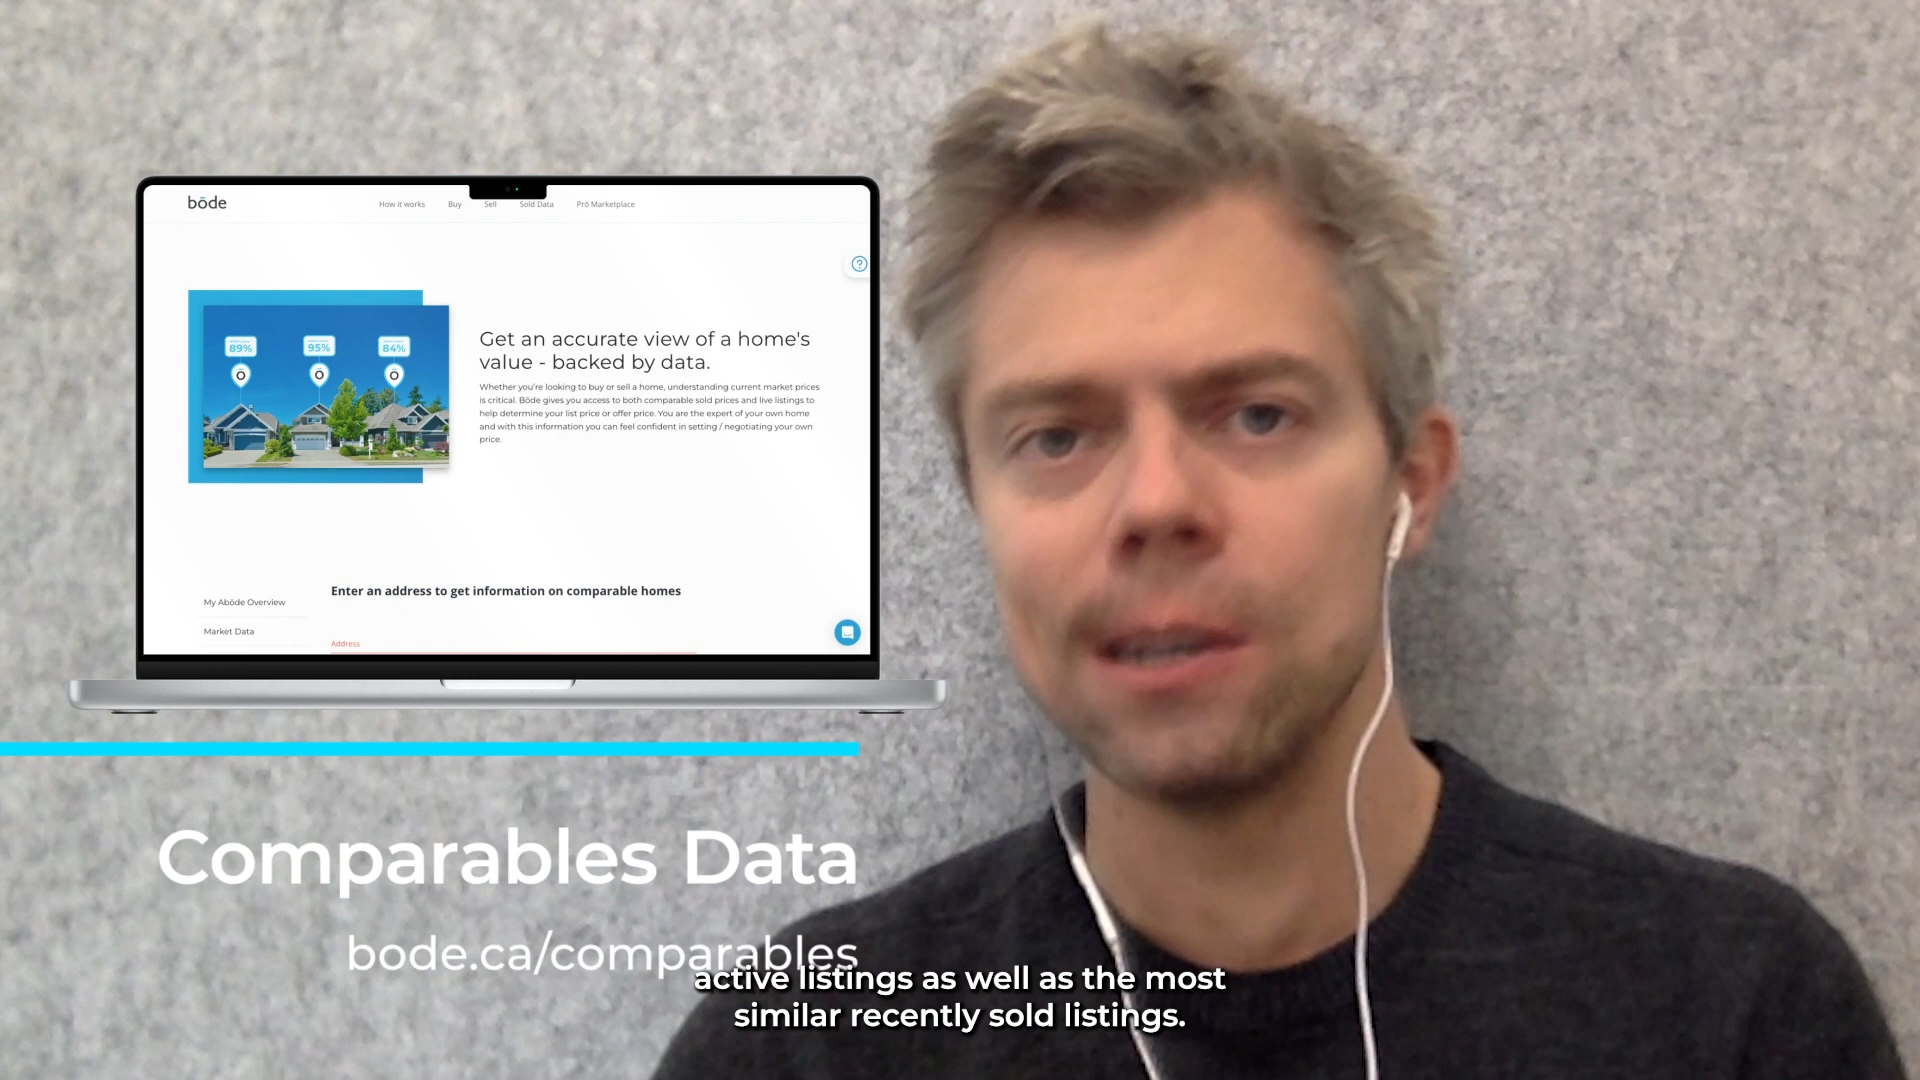 bōde
How it works Buy Sell Sold Data Prō Marketplace
89% 95% 84%
Get an accurate view of a home's
value - backed by data.
Whether you're looking to buy or sell a home, understanding current market prices
is critical. Bōde gives you access to both comparable sold prices and live listings to
help determine your list price or offer price. You are the expert of your own home
and with this information you can feel confident in setting / negotiating your own
price.
Enter an address to get information on comparable homes
My Abōde Overview
Market Data
Address
Comparables Data
bode.ca/comparables
active listings as well as the most
similar recently sold listings.